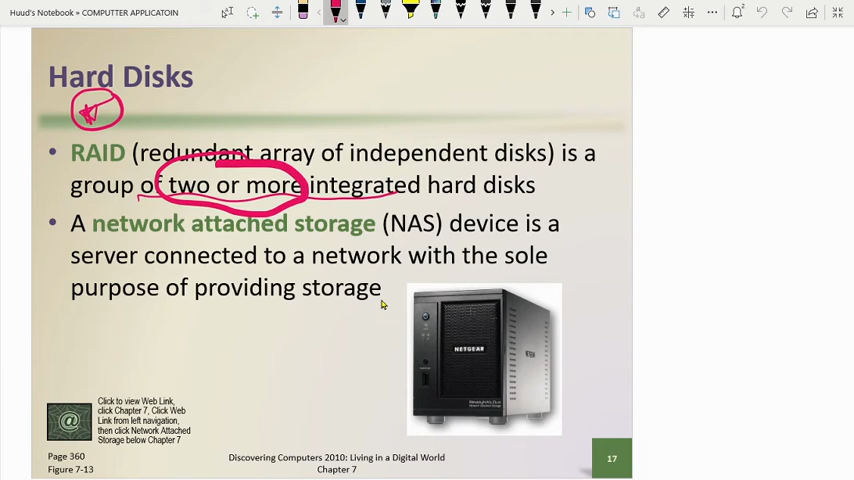 Huud's Notebook » COMPUTTER APPLICATOIN
Hard Disks
• RAID (redundant array of independent disks) is a
group of two or more integrated hard disks
• A network attached storage (NAS) device is a
server connected to a network with the sole
purpose of providing storage
NETGEAR
Click to view Web Link,
click Chapter 7, Click Web
Link from left navigation,
then click Network Attached
Storage below Chapter 7
Page 360
Figure 7-13
Discovering Computers 2010: Living in a Digital World
Chapter 7
17